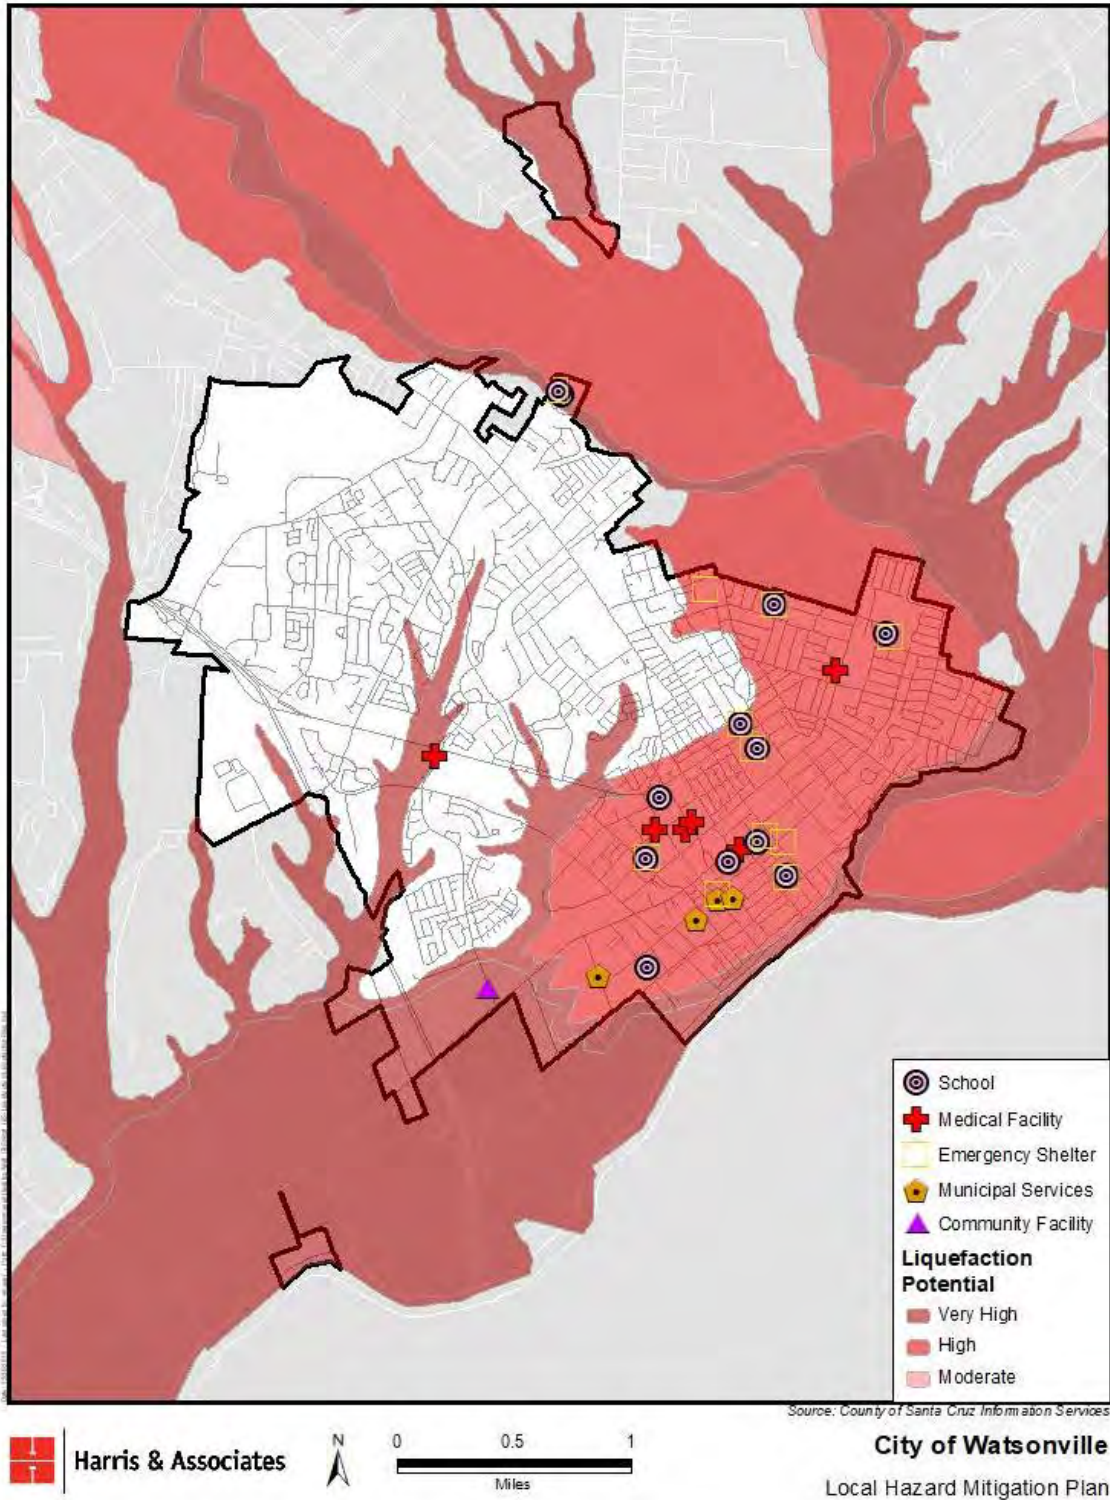 School
Medical Facility
Emergency Shelter
Municipal Services
Community Facility
Liquefaction
Potential
Very High
High
Moderate
Source: County of Santa Cruz Information Services
Harris & Associates
N
0 0.5 1
Miles
City of Watsonville
Local Hazard Mitigation Plan